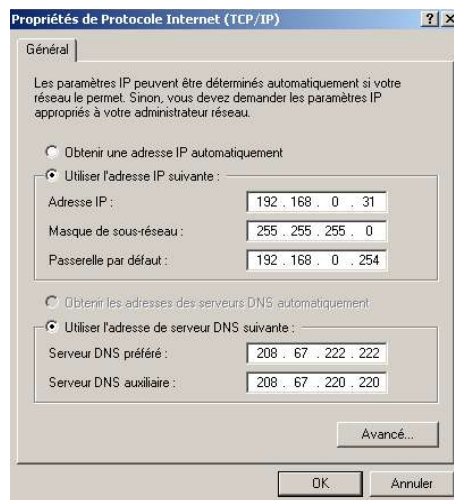 Propriétés de Protocole Internet (TCP/IP)
Général
Les paramètres IP peuvent être déterminés automatiquement si votre
réseau le permet. Sinon, vous devez demander les paramètres IP
appropriés à votre administrateur réseau.
Obtenir une adresse IP automatiquement
Utiliser l'adresse IP suivante :
Adresse IP : 192 . 168 . 0 . 31
Masque de sous-réseau : 255 . 255 . 255 . 0
Passerelle par défaut : 192 . 168 . 0 . 254
Obtenir les adresses des serveurs DNS automatiquement
Utiliser l'adresse de serveur DNS suivante :
Serveur DNS préféré : 208 . 67 . 222 . 222
Serveur DNS auxiliaire : 208 . 67 . 220 . 220
Avancé...
OK Annuler